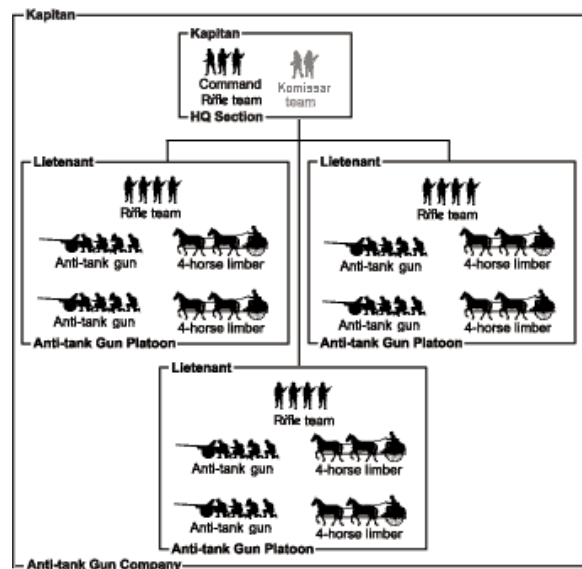 Kapitan
Kapitan
Command
Rifle team
Komissar
team
HQ Section
Lietenant
Rifle team
Anti-tank gun
4-horse limber
Anti-tank gun
4-horse limber
Anti-tank Gun Platoon
Lietenant
Rifle team
Anti-tank gun
4-horse limber
Anti-tank gun
4-horse limber
Anti-tank Gun Platoon
Lietenant
Rifle team
Anti-tank gun
4-horse limber
Anti-tank gun
4-horse limber
Anti-tank Gun Platoon
Anti-tank Gun Company